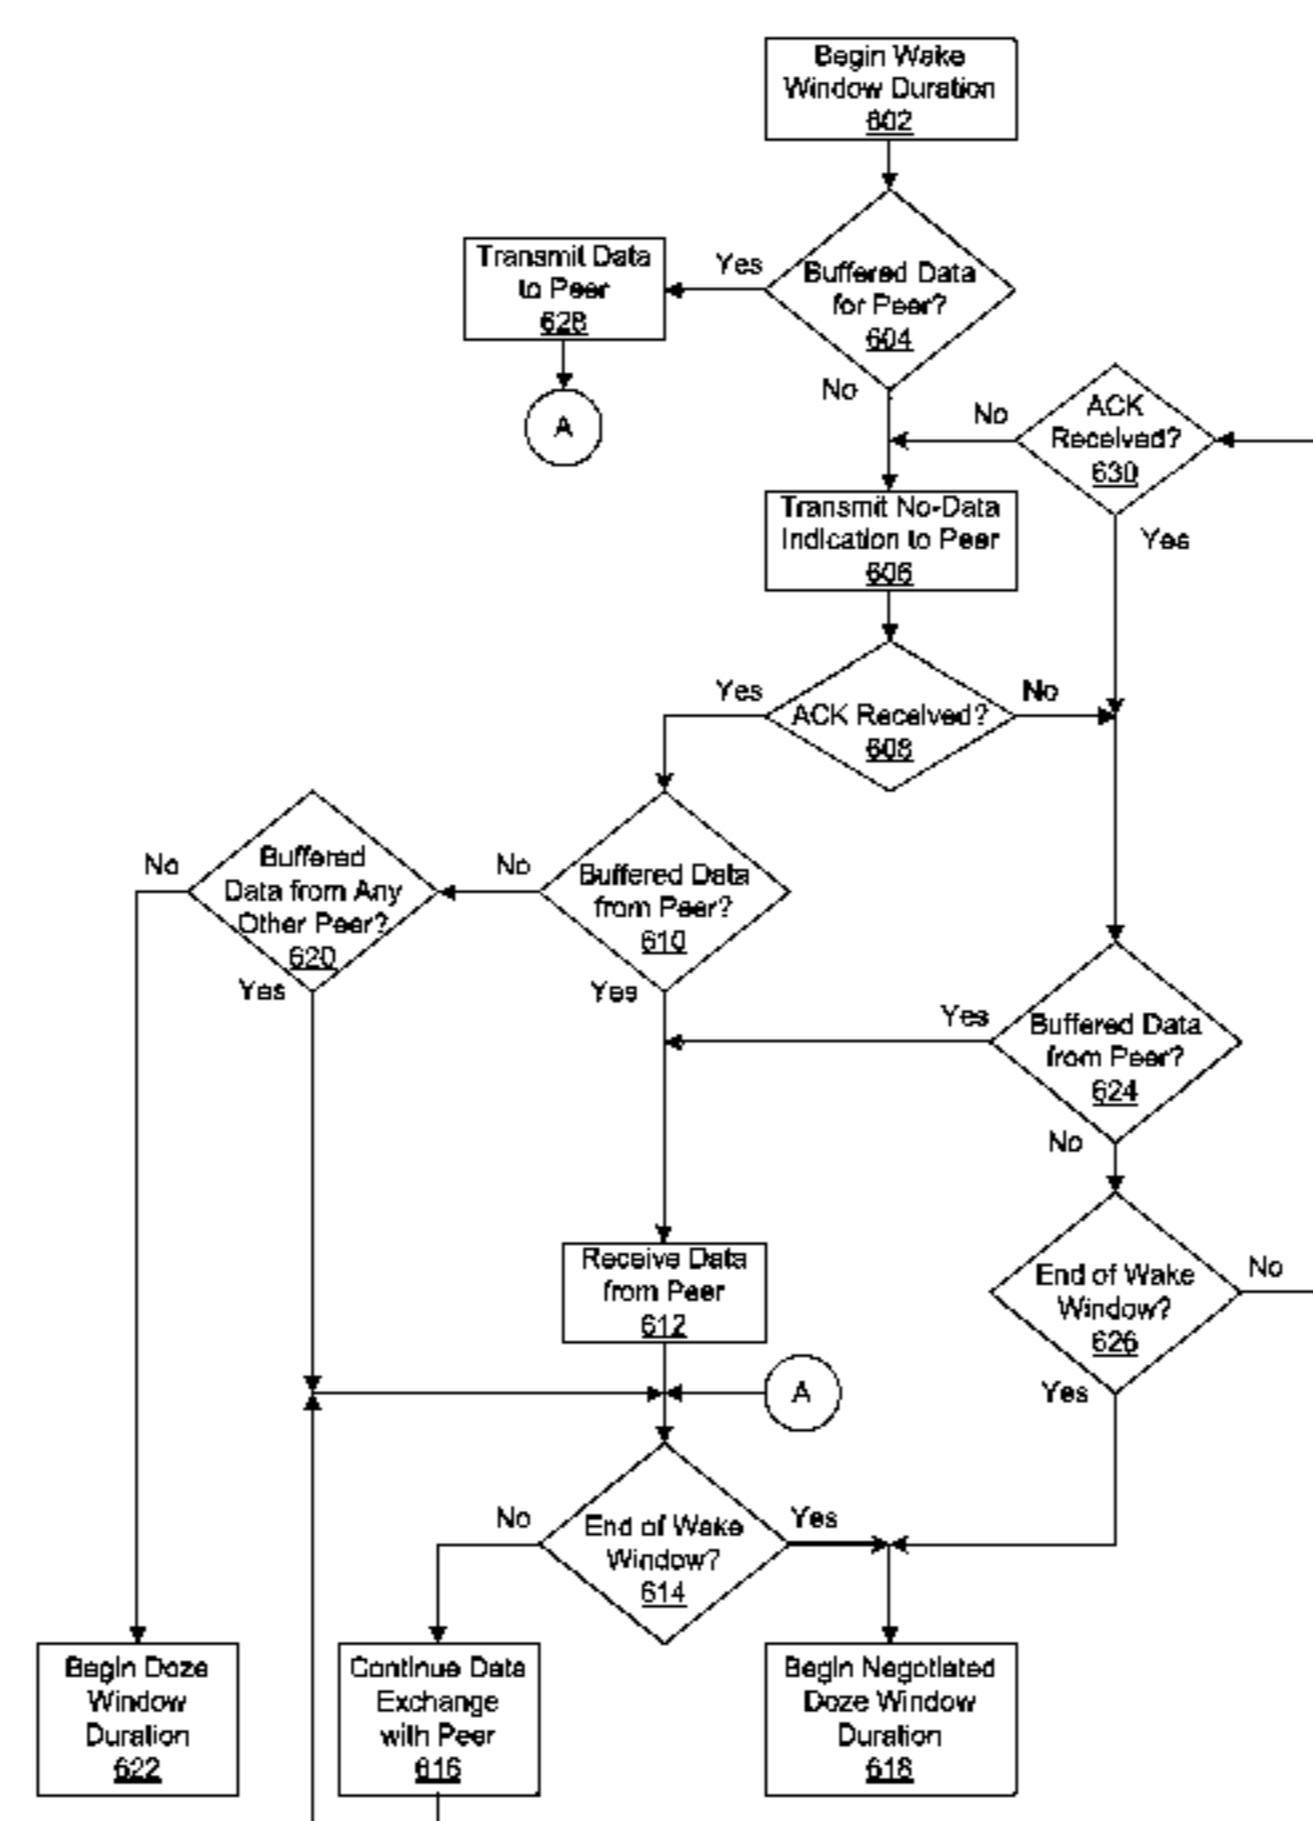 Begin Wake
Window Duration
602
Transmit Data
to Peer
628
Yes
Buffered Data
for Peer?
604
No
A
No
ACK
Received?
630
Yes
Transmit No-Data
Indication to Peer
606
Yes
ACK Received?
608
No
No
Buffered
Data from Any
Other Peer?
620
Yes
No
Buffered Data
from Peer?
610
Yes
Yes
Buffered Data
from Peer?
624
No
Receive Data
from Peer
612
End of Wake
Window?
626
No
Yes
A
No
End of Wake
Window?
614
Yes
Begin Doze
Window
Duration
622
Continue Data
Exchange
with Peer
616
Begin Negotiated
Doze Window
Duration
618